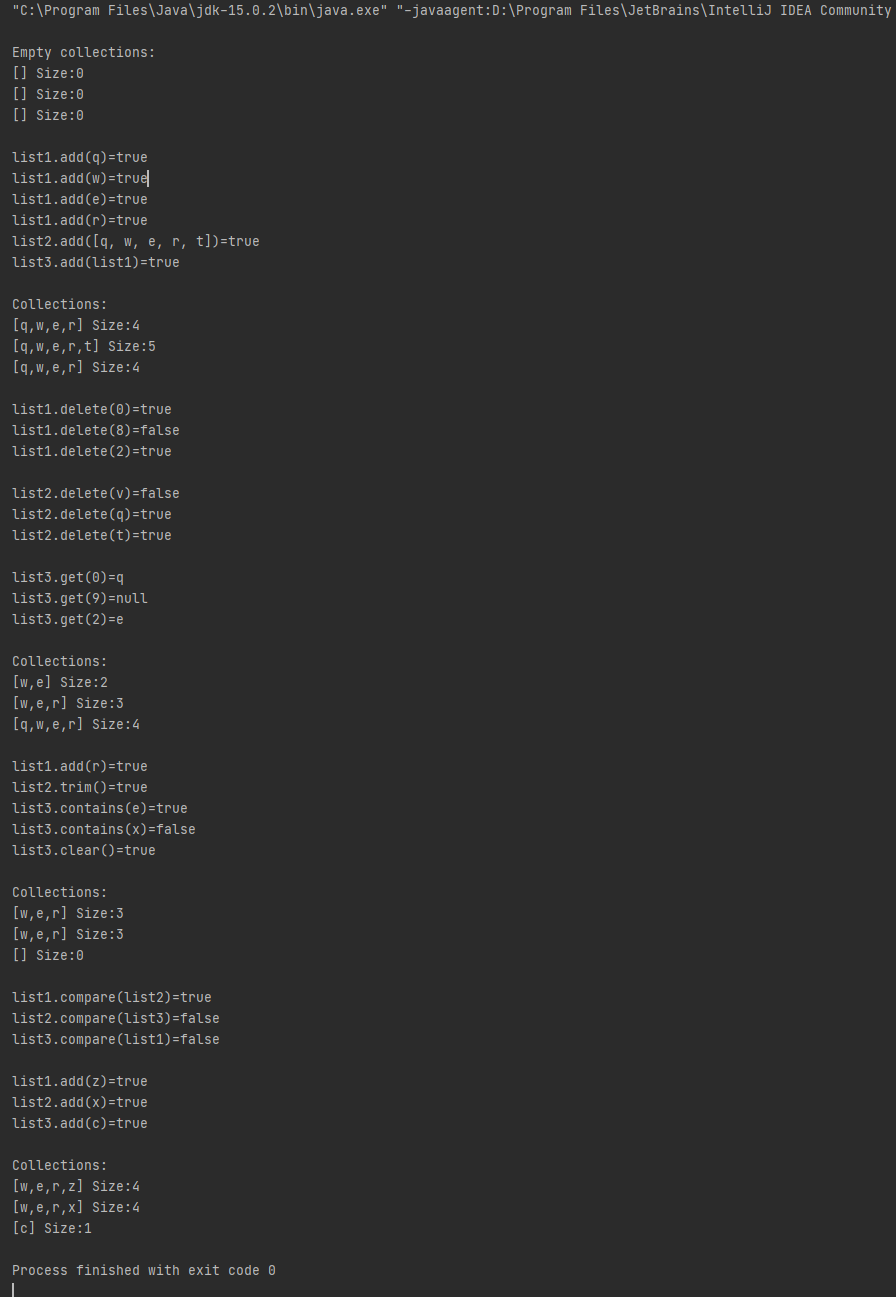 "C:\Program Files\Java\jdk-15.0.2\bin\java.exe" "-javaagent:D:\Program Files\JetBrains\IntelliJ IDEA Community
Empty collections:
[] Size:0
[] Size:0
[] Size:0
list1.add(q)=true
list1.add(w)=true
list1.add(e)=true
list1.add(r)=true
list2.add([q, w, e, r, t])=true
list3.add(list1)=true
Collections:
[q,w,e,r] Size:4
[q,w,e,r,t] Size:5
[q,w,e,r] Size:4
list1.delete(0)=true
list1.delete(8)=false
list1.delete(2)=true
list2.delete(v)=false
list2.delete(q)=true
list2.delete(t)=true
list3.get(0)=q
list3.get(9)=null
list3.get(2)=e
Collections:
[w,e] Size:2
[w,e,r] Size:3
[q,w,e,r] Size:4
list1.add(r)=true
list2.trim()=true
list3.contains(e)=true
list3.contains(x)=false
list3.clear()=true
Collections:
[w,e,r] Size:3
[w,e,r] Size:3
[] Size:0
list1.compare(list2)=true
list2.compare(list3)=false
list3.compare(list1)=false
list1.add(z)=true
list2.add(x)=true
list3.add(c)=true
Collections:
[w,e,r,z] Size:4
[w,e,r,x] Size:4
[c] Size:1
Process finished with exit code 0